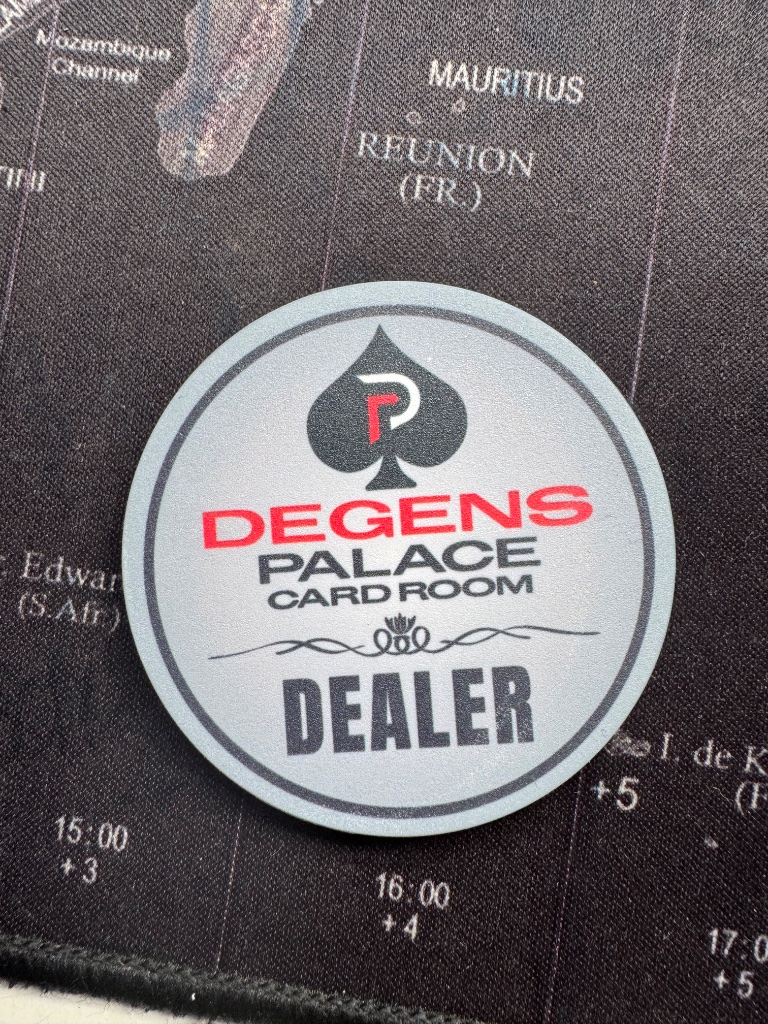 Mozambique
Channel
MAURITIUS
REUNION
(FR.)
P
DEGENS
PALACE
CARD ROOM
DEALER
Edwar
(S.Afr.)
I. de K
+5
(F
15:00
+3
16:00
+4
17:0
+5